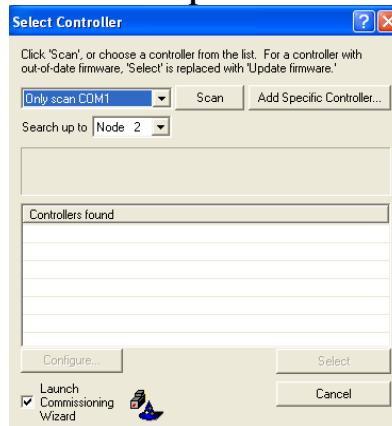 Select Controller
Click 'Scan', or choose a controller from the list. For a controller with
out-of-date firmware, 'Select' is replaced with 'Update firmware.'
Only scan COM1 Scan Add Specific Controller...
Search up to Node 2
Controllers found
Configure... Select
Launch
Commissioning
Wizard
Cancel